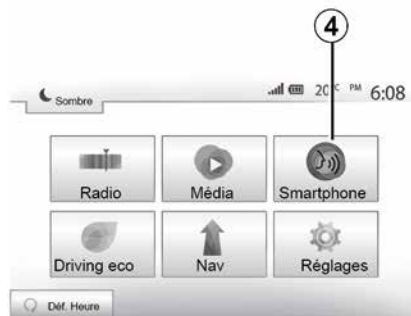 4
20°C PM 6:08
Sombre
Radio Média Smartphone
Driving eco Nav Réglages
Déf. Heure